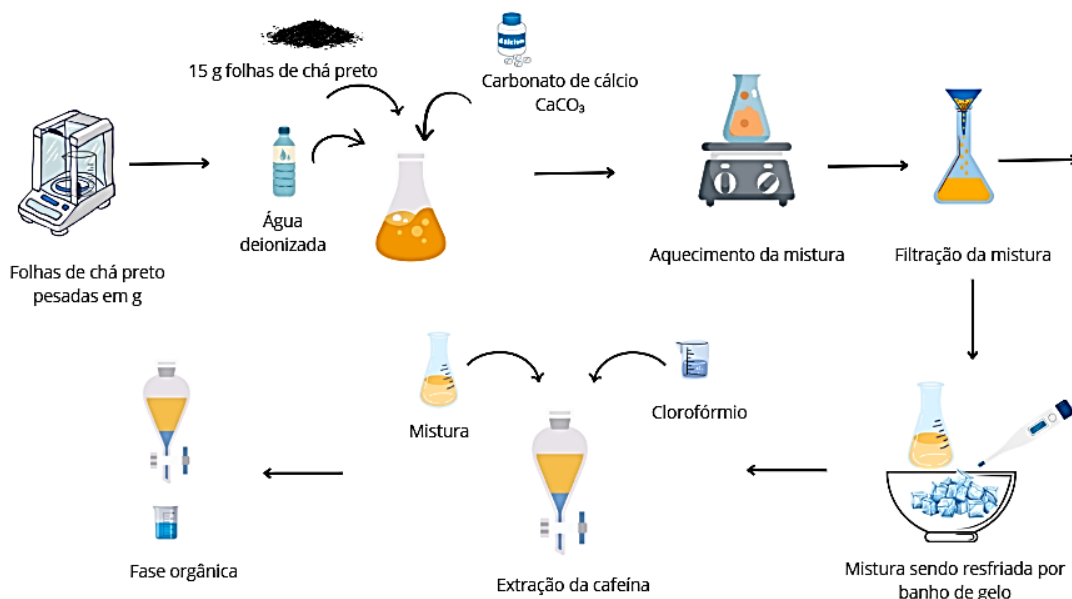 15 g folhas de chá preto
Carbonato de cálcio
CaCO₃
Água
deionizada
Folhas de chá preto
pesadas em g
Aquecimento da mistura
Filtração da mistura
Mistura
Clorofórmio
Fase orgânica
Extração da cafeína
Mistura sendo resfriada por
banho de gelo